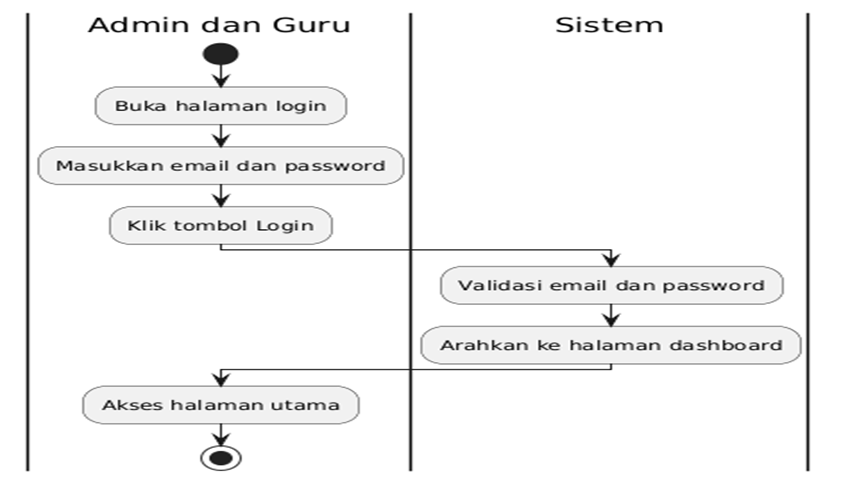 Admin dan Guru
Sistem
Buka halaman login
Masukkan email dan password
Klik tombol Login
Validasi email dan password
Arahkan ke halaman dashboard
Akses halaman utama